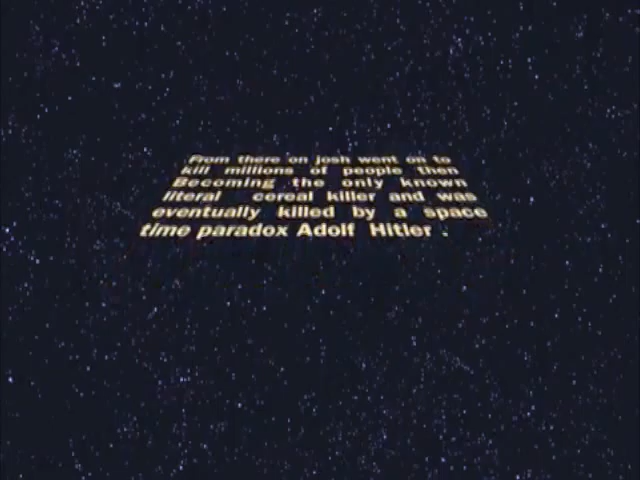 From there on josh went on to
kill millions of people then
Becoming the only known
literal cereal killer and was
eventually killed by a space
time paradox Adolf Hitler .